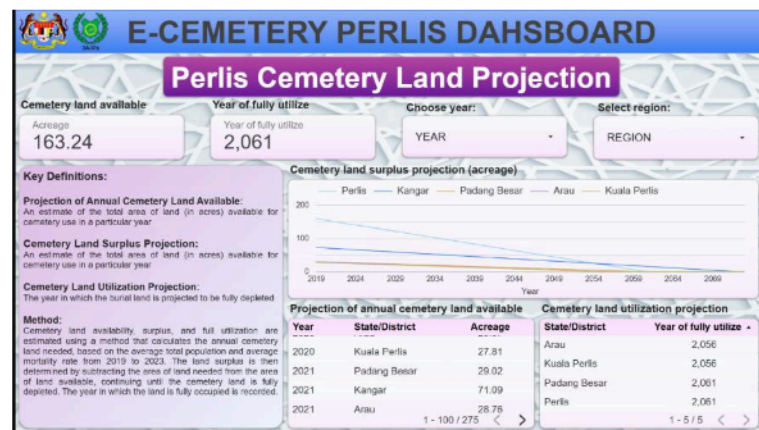 E-CEMETERY PERLIS DAHSBOARD
Perlis Cemetery Land Projection
Cemetery land available
Acreage
163.24
Year of fully utilize
Year of fully utilize
2,061
Choose year:
YEAR
Select region:
REGION
Key Definitions:
Projection of Annual Cemetery Land Available:
An estimate of the total area of land (in acres) available for
cemetery use in a particular year
Cemetery Land Surplus Projection:
An estimate of the total area of land (in acres) available for
cemetery use in a particular year
Cemetery Land Utilization Projection:
The year in which the burial land is projected to be fully depleted
Method:
Cemetery land availability, surplus, and full utilization are
estimated using a method that calculates the annual cemetery
land needed, based on the average total population and average
mortality rate from 2019 to 2023. The land surplus is then
determined by subtracting the area of land needed from the area
of land available, continuing until the cemetery land is fully
depleted. The year in which the land is fully occupied is recorded.
Cemetery land surplus projection (acreage)
Perlis Kangar Padang Besar Arau Kuala Perlis
200
100
0
2019 2024 2029 2034 2039 2044 2049 2054 2059 2064 2069
Year
Projection of annual cemetery land available
Year State/District Acreage
2020 Kuala Perlis 27.81
2021 Padang Besar 29.02
2021 Kangar 71.09
2021 Arau 28.76
1 - 100 / 275 < >
Cemetery land utilization projection
State/District Year of fully utilize
Arau 2,056
Kuala Perlis 2,056
Padang Besar 2,061
Perlis 2,061
1 - 5 / 5 < >